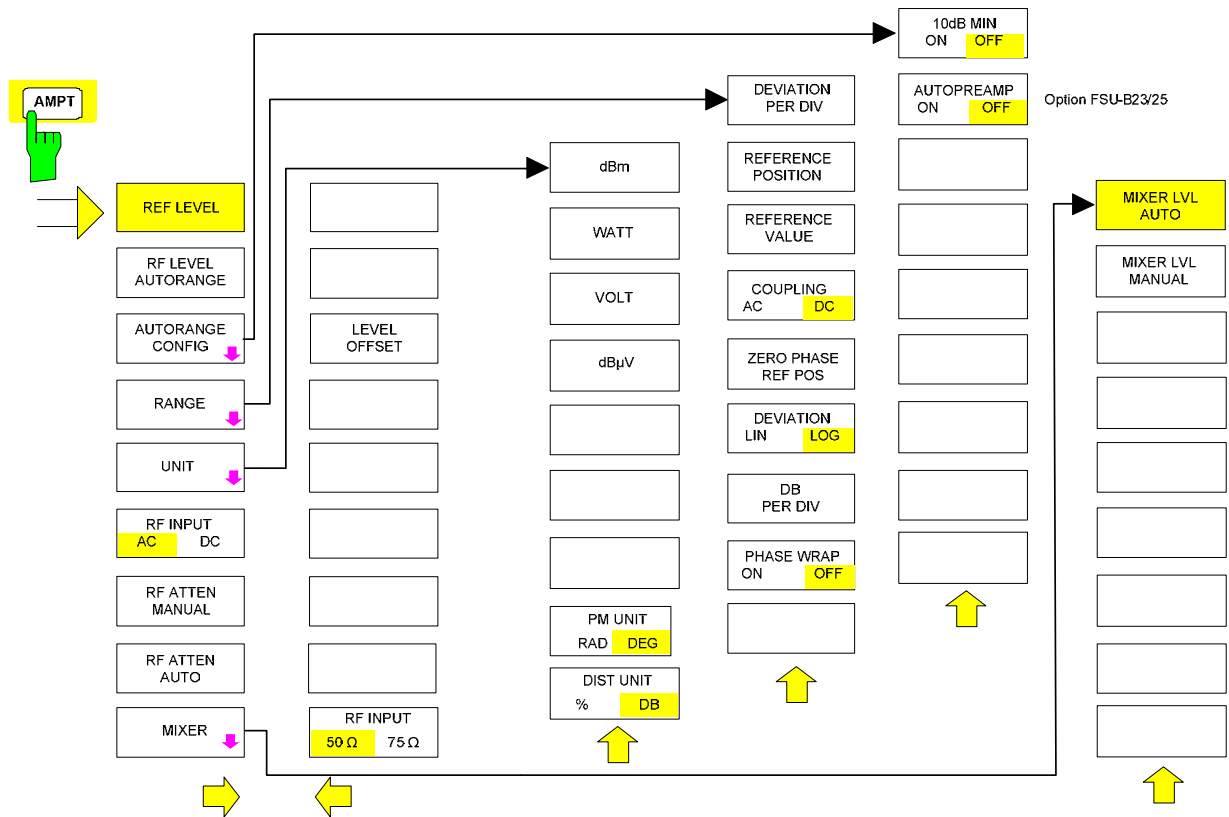 AMPT
REF LEVEL
RF LEVEL
AUTORANGE
AUTORANGE
CONFIG
RANGE
UNIT
RF INPUT
AC DC
RF ATTEN
MANUAL
RF ATTEN
AUTO
MIXER
LEVEL
OFFSET
RF INPUT
50 Ω 75 Ω
dBm
WATT
VOLT
dBµV
PM UNIT
RAD DEG
DIST UNIT
% DB
DEVIATION
PER DIV
REFERENCE
POSITION
REFERENCE
VALUE
COUPLING
AC DC
ZERO PHASE
REF POS
DEVIATION
LIN LOG
DB
PER DIV
PHASE WRAP
ON OFF
10dB MIN
ON OFF
AUTOPREAMP
ON OFF
Option FSU-B23/25
MIXER LVL
AUTO
MIXER LVL
MANUAL